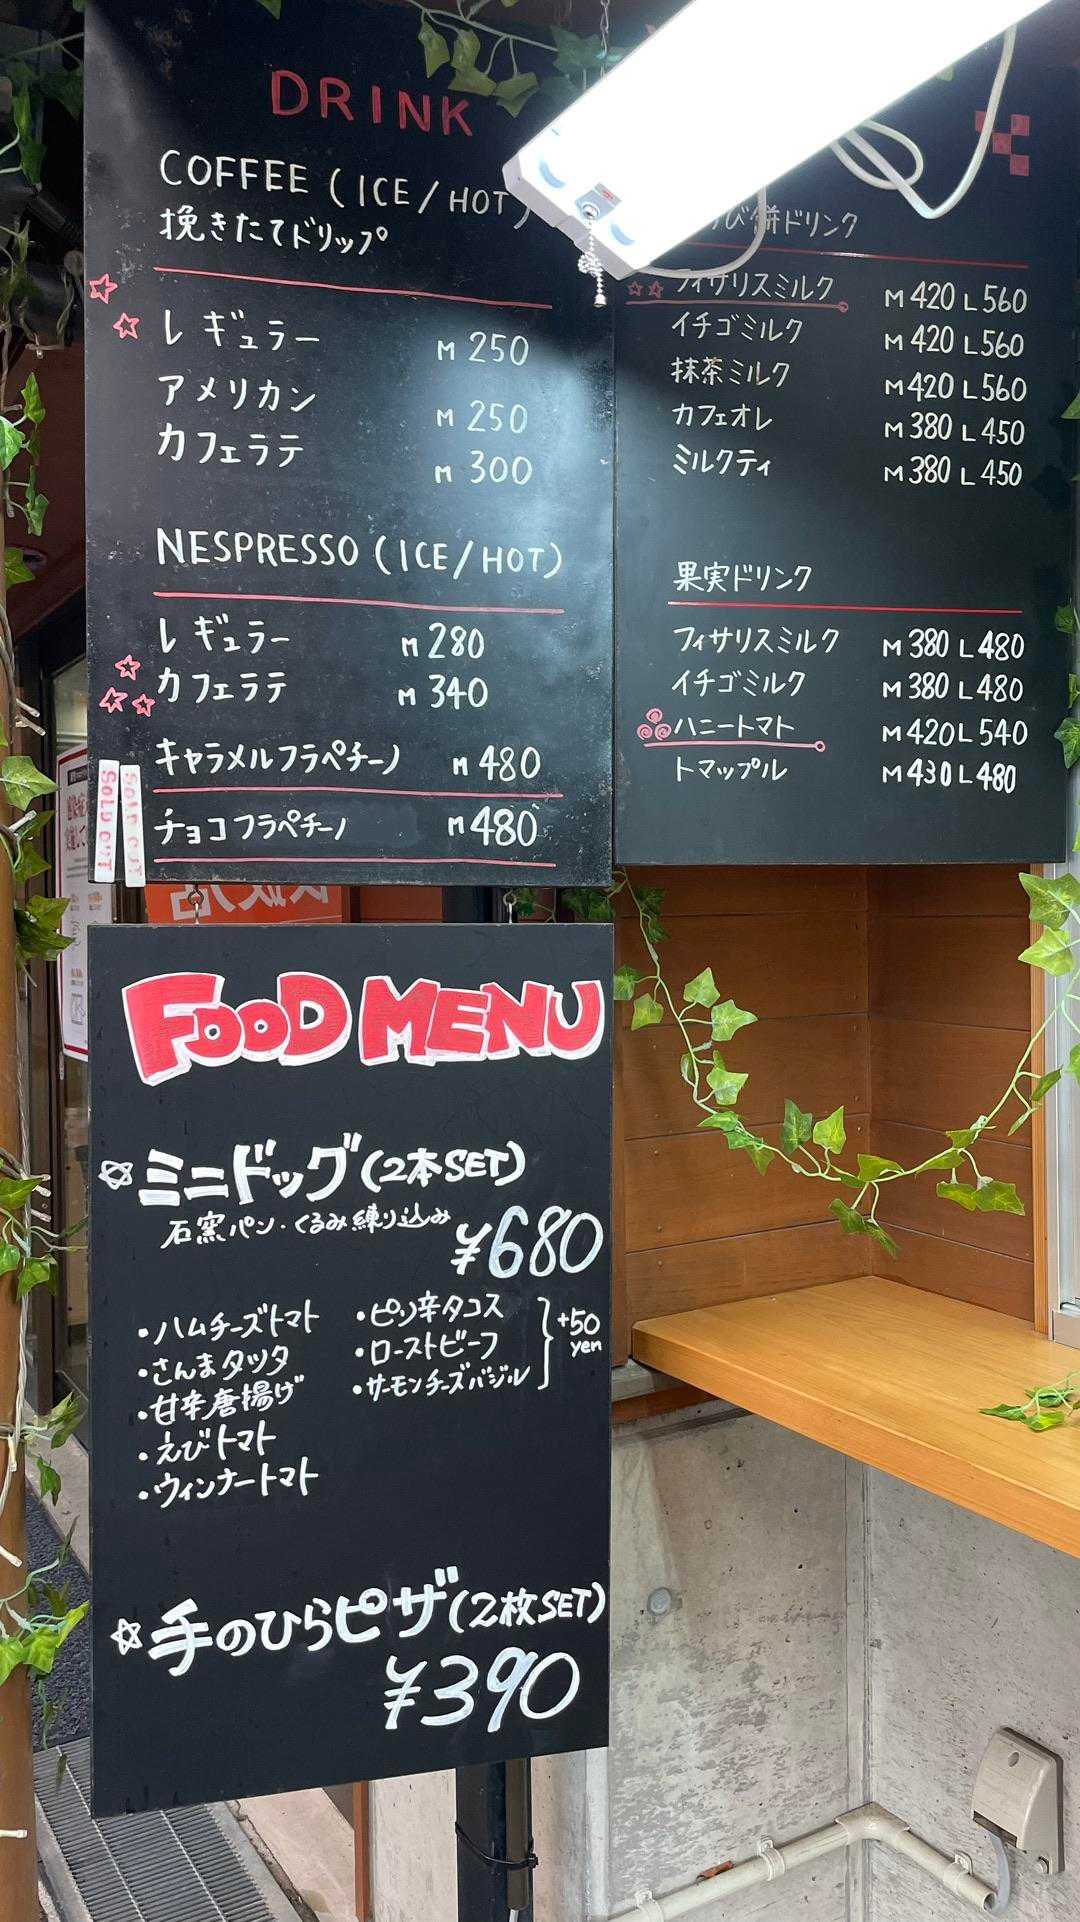 DRINK
COFFEE (ICE/HOT)
挽きたてドリップ
レギュラー M 250
アメリカン M 250
カフェラテ M 300
NESPRESSO (ICE/HOT)
レギュラー M 280
カフェラテ M 340
キャラメルフラペチーノ M 480
チョコフラペチーノ M 480
SOLD OUT
SOLD OUT
び餅ドリンク
フィサリスミルク M 420 L 560
イチゴミルク M 420 L 560
抹茶ミルク M 420 L 560
カフェオレ M 380 L 450
ミルクティ M 380 L 450
果実ドリンク
フィサリスミルク M 380 L 480
イチゴミルク M 380 L 480
ハニートマト M 420 L 540
トマップル M 430 L 480
FOOD MENU
ミニドッグ(2本SET)
石窯パン・くるみ練り込み
¥680
・ハムチーズトマト
・さんまタツタ
・甘辛唐揚げ
・えびトマト
・ウィンナートマト
・ピリ辛タコス
・ローストビーフ
・サーモンチーズバジル
+50
yen
手のひらピザ(2枚SET)
¥390